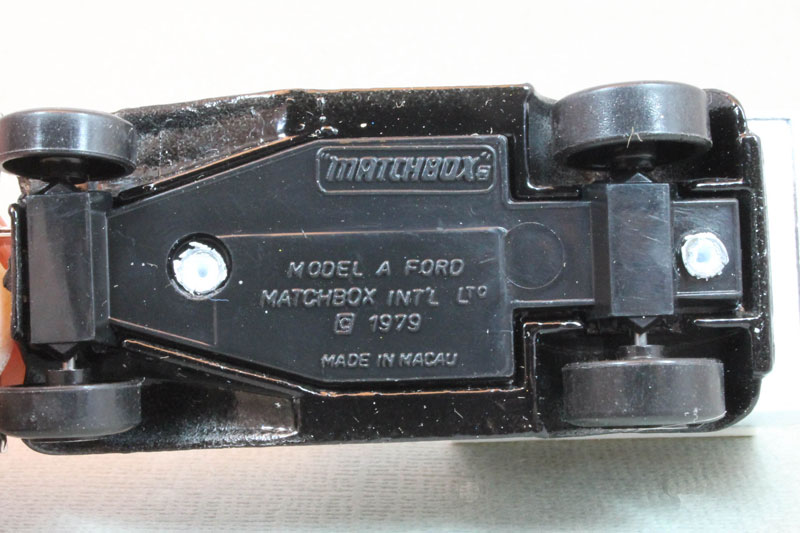 "MATCHBOX"®
MODEL A FORD
MATCHBOX INT'L LTD
© 1979
MADE IN MACAU